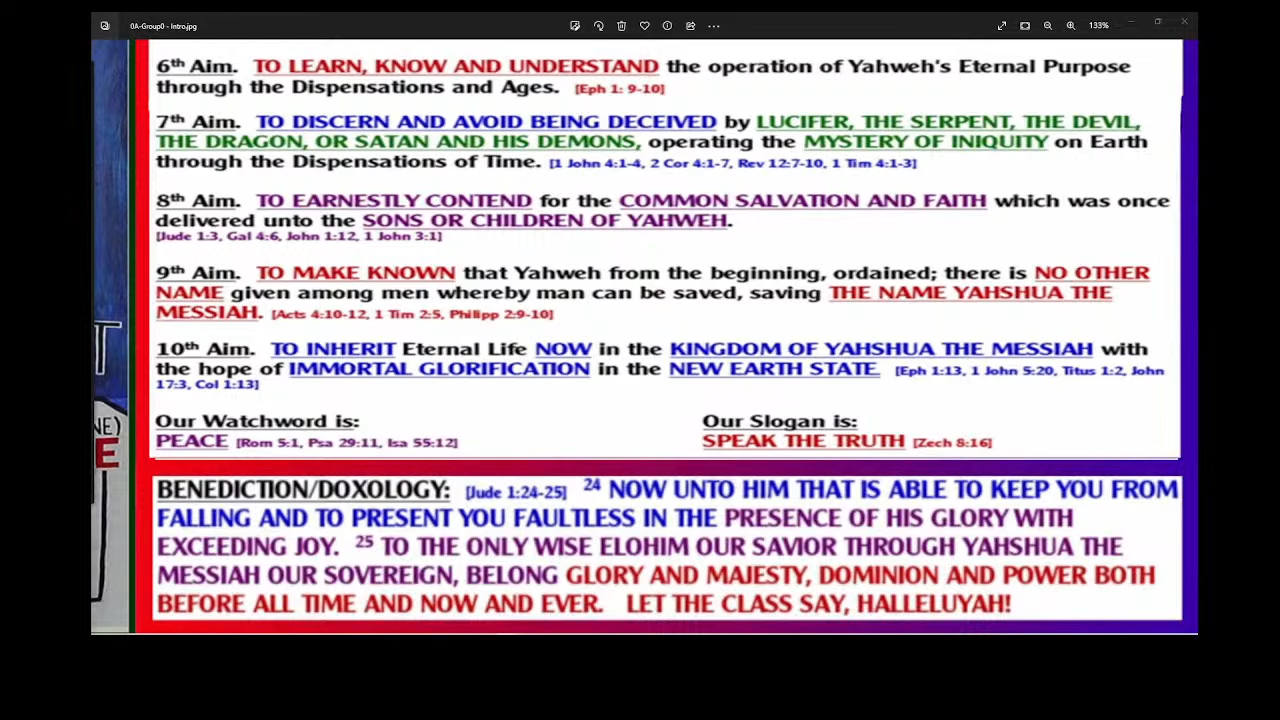 0A-Group0 - Intro.jpg
133%
6th Aim. TO LEARN, KNOW AND UNDERSTAND the operation of Yahweh's Eternal Purpose
through the Dispensations and Ages. [Eph 1: 9-10]
7th Aim. TO DISCERN AND AVOID BEING DECEIVED by LUCIFER, THE SERPENT, THE DEVIL,
THE DRAGON, OR SATAN AND HIS DEMONS, operating the MYSTERY OF INIQUITY on Earth
through the Dispensations of Time. [1 John 4:1-4, 2 Cor 4:1-7, Rev 12:7-10, 1 Tim 4:1-3]
8th Aim. TO EARNESTLY CONTEND for the COMMON SALVATION AND FAITH which was once
delivered unto the SONS OR CHILDREN OF YAHWEH.
[Jude 1:3, Gal 4:6, John 1:12, 1 John 3:1]
9th Aim. TO MAKE KNOWN that Yahweh from the beginning, ordained; there is NO OTHER
NAME given among men whereby man can be saved, saving THE NAME YAHSHUA THE
MESSIAH. [Acts 4:10-12, 1 Tim 2:5, Philipp 2:9-10]
10th Aim. TO INHERIT Eternal Life NOW in the KINGDOM OF YAHSHUA THE MESSIAH with
the hope of IMMORTAL GLORIFICATION in the NEW EARTH STATE [Eph 1:13, 1 John 5:20, Titus 1:2, John
17:3, Col 1:13]
Our Watchword is: Our Slogan is:
PEACE [Rom 5:1, Psa 29:11, Isa 55:12] SPEAK THE TRUTH [Zech 8:16]
BENEDICTION/DOXOLOGY: [Jude 1:24-25] 24 NOW UNTO HIM THAT IS ABLE TO KEEP YOU FROM
FALLING AND TO PRESENT YOU FAULTLESS IN THE PRESENCE OF HIS GLORY WITH
EXCEEDING JOY. 25 TO THE ONLY WISE ELOHIM OUR SAVIOR THROUGH YAHSHUA THE
MESSIAH OUR SOVEREIGN, BELONG GLORY AND MAJESTY, DOMINION AND POWER BOTH
BEFORE ALL TIME AND NOW AND EVER. LET THE CLASS SAY, HALLELUYAH!